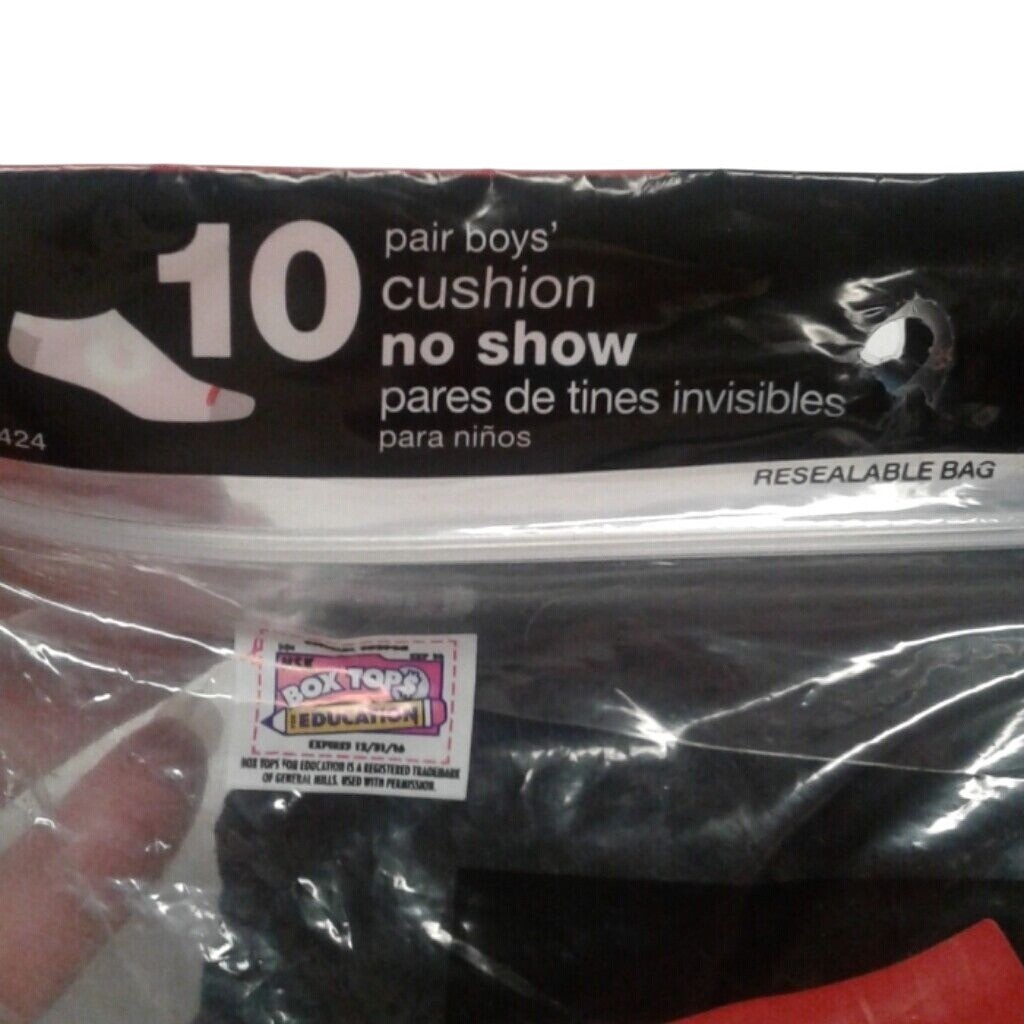 10
pair boys'
cushion
no show
pares de tines invisibles
para niños
424
RESEALABLE BAG
BOX TOPS
FOR EDUCATION
EXPIRES 12/31/16
BOX TOPS FOR EDUCATION IS A REGISTERED TRADEMARK
OF GENERAL MILLS. USED WITH PERMISSION.